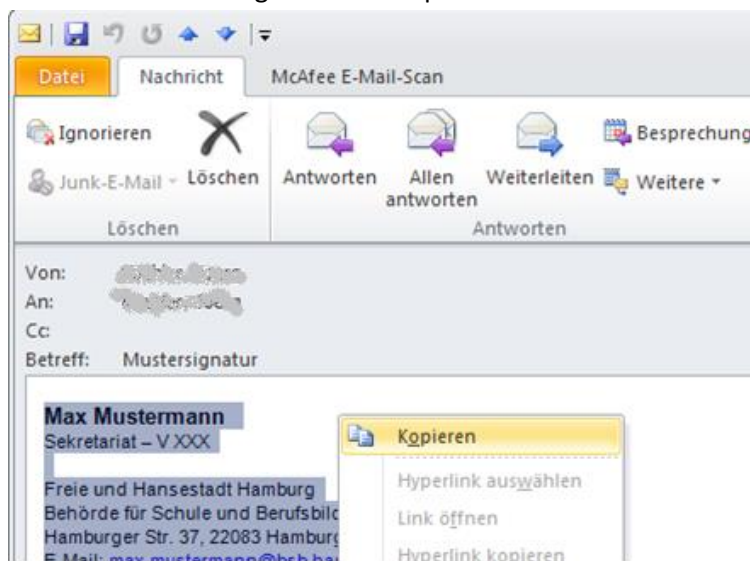 Datei Nachricht McAfee E-Mail-Scan
Ignorieren
Junk-E-Mail Löschen Antworten Allen antworten Weiterleiten
Besprechung
Weitere
Löschen Antworten
Von:
An:
Cc:
Betreff: Mustersignatur
Max Mustermann
Sekretariat – V XXX
Freie und Hansestadt Hamburg
Behörde für Schule und
Hamburger Str. 37, 22083
E-Mail:
Kopieren
Hyperlink auswählen
Link öffnen
Hyperlink kopieren